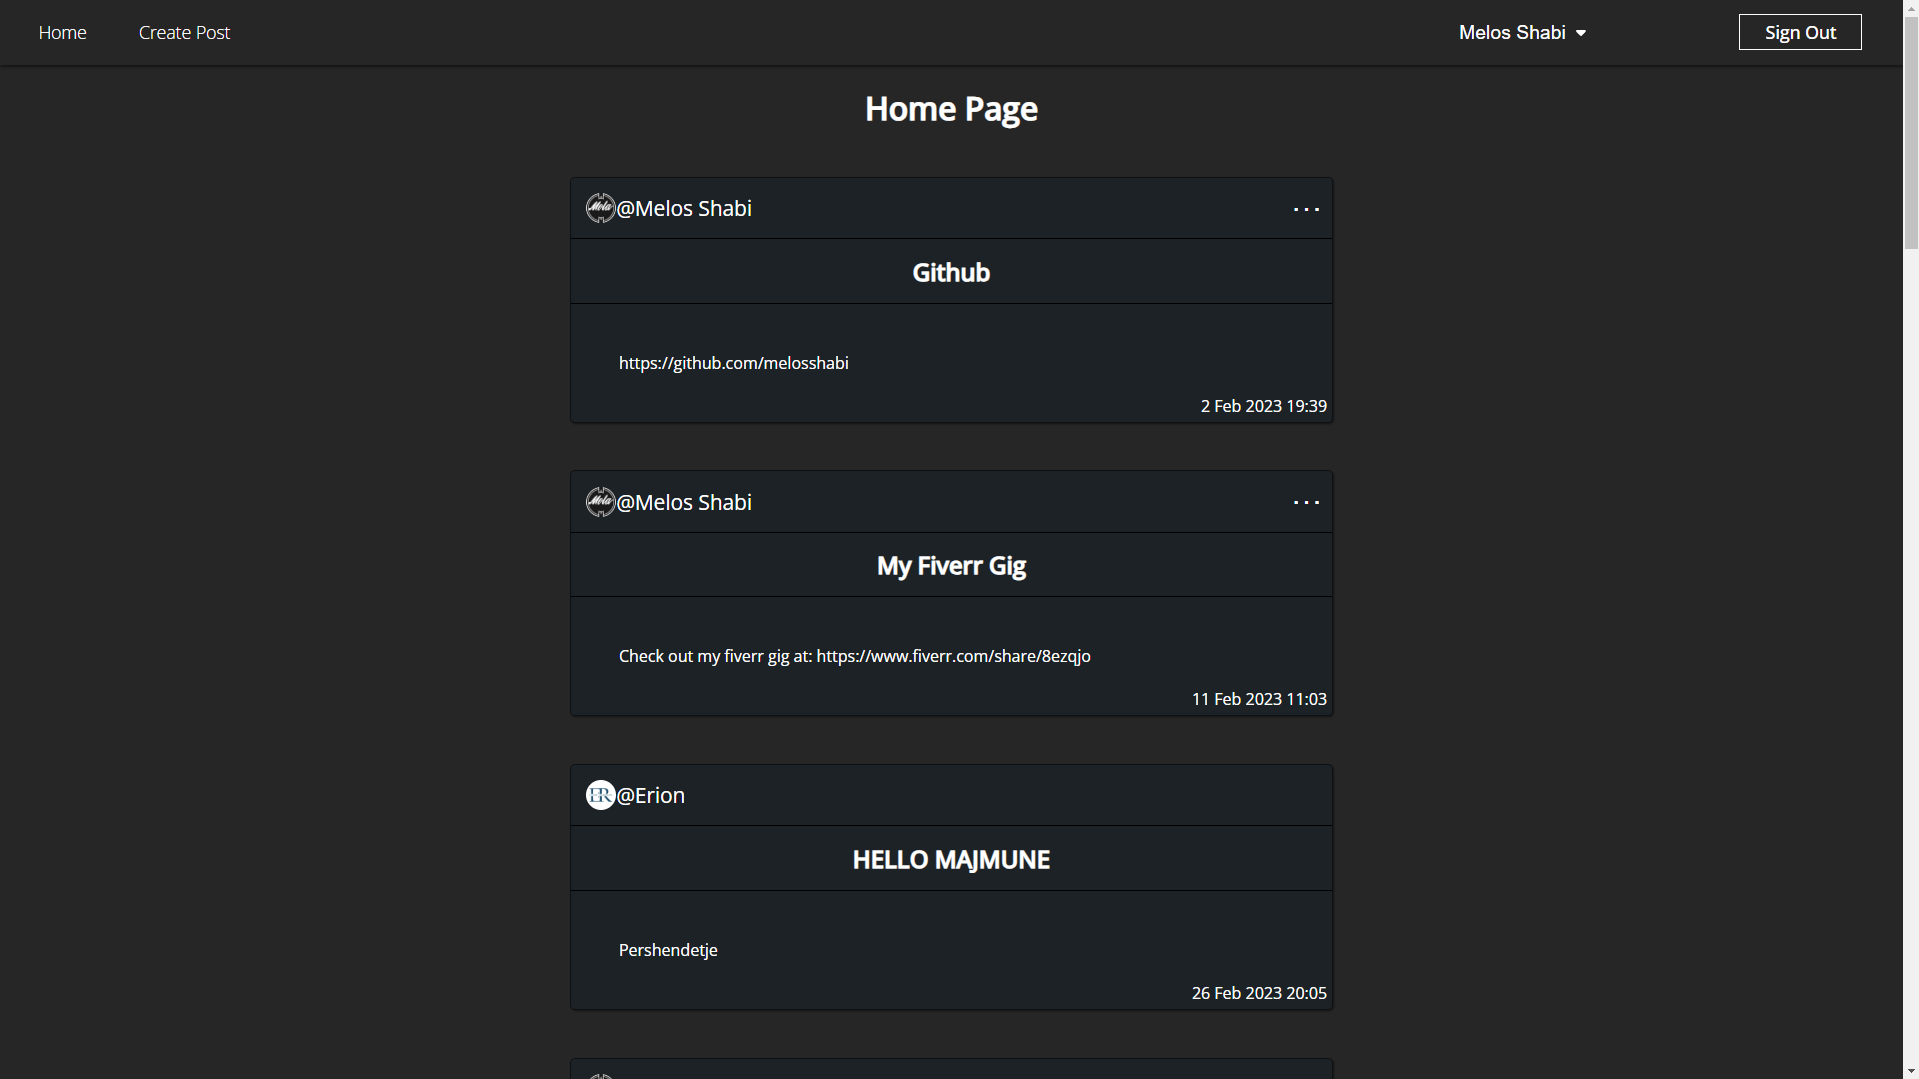 Home Create Post Melos Shabi Sign Out
Home Page
Mela @Melos Shabi ...
Github
https://github.com/melosshabi
2 Feb 2023 19:39
Mela @Melos Shabi ...
My Fiverr Gig
Check out my fiverr gig at: https://www.fiverr.com/share/8ezqjo
11 Feb 2023 11:03
ER @Erion
HELLO MAJMUNE
Pershendetje
26 Feb 2023 20:05